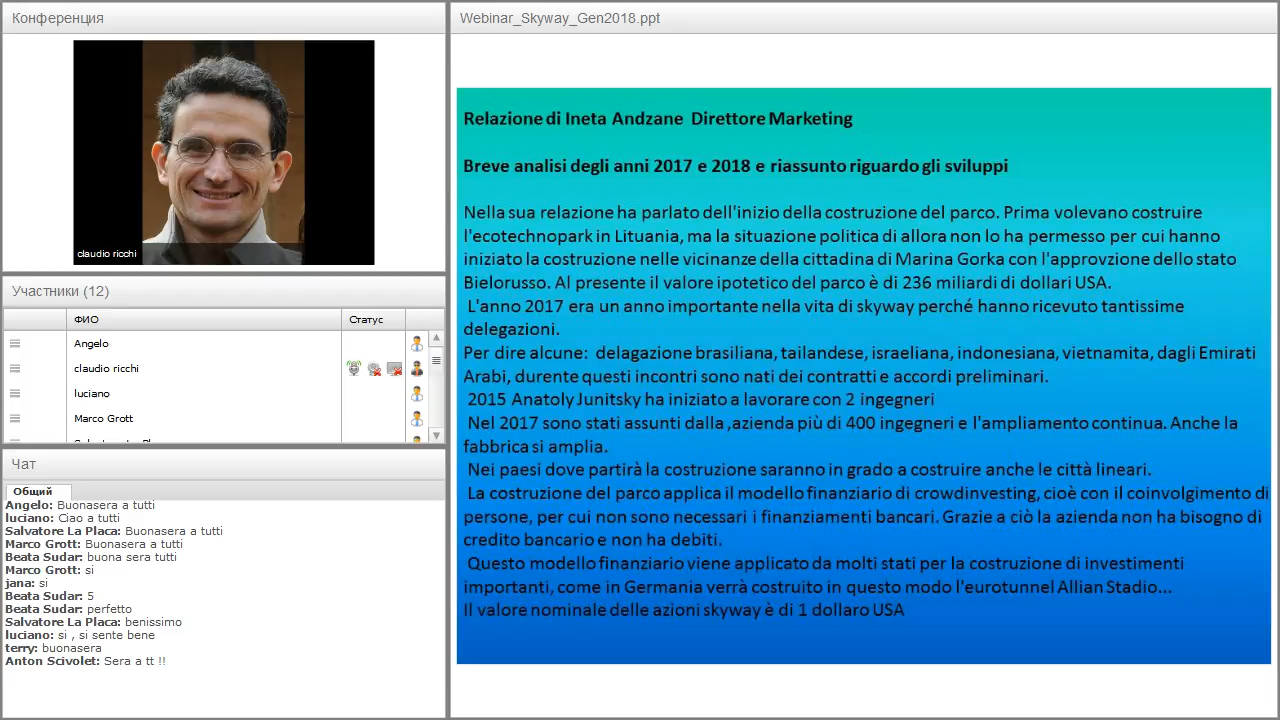 Конференция
claudio ricchi
Участники (12)
ФИО
Статус
Angelo
claudio ricchi
luciano
Marco Grott
Чат
Общий
Angelo: Buonasera a tutti
luciano: Ciao a tutti
Salvatore La Placa: Buonasera a tutti
Marco Grott: Buonasera a tutti
Beata Sudar: buona sera tutti
Marco Grott: si
jana: si
Beata Sudar: 5
Beata Sudar: perfetto
Salvatore La Placa: benissimo
luciano: si , si sente bene
terry: buonasera
Anton Scivolet: Sera a tt !!
Webinar_Skyway_Gen2018.ppt
Relazione di Ineta Andzane Direttore Marketing
Breve analisi degli anni 2017 e 2018 e riassunto riguardo gli sviluppi
Nella sua relazione ha parlato dell'inizio della costruzione del parco. Prima volevano costruire
l'ecotechnopark in Lituania, ma la situazione politica di allora non lo ha permesso per cui hanno
iniziato la costruzione nelle vicinanze della cittadina di Marina Gorka con l'approvzione dello stato
Bielorusso. Al presente il valore ipotetico del parco è di 236 miliardi di dollari USA.
L'anno 2017 era un anno importante nella vita di skyway perché hanno ricevuto tantissime
delegazioni.
Per dire alcune: delagazione brasiliana, tailandese, israeliana, indonesiana, vietnamita, dagli Emirati
Arabi, durente questi incontri sono nati dei contratti e accordi preliminari.
2015 Anatoly Junitsky ha iniziato a lavorare con 2 ingegneri
Nel 2017 sono stati assunti dalla ,azienda più di 400 ingegneri e l'ampliamento continua. Anche la
fabbrica si amplia.
Nei paesi dove partirà la costruzione saranno in grado a costruire anche le città lineari.
La costruzione del parco applica il modello finanziario di crowdinvesting, cioè con il coinvolgimento di
persone, per cui non sono necessari i finanziamenti bancari. Grazie a ciò la azienda non ha bisogno di
credito bancario e non ha debiti.
Questo modello finanziario viene applicato da molti stati per la costruzione di investimenti
importanti, come in Germania verrà costruito in questo modo l'eurotunnel Allian Stadio...
Il valore nominale delle azioni skyway è di 1 dollaro USA